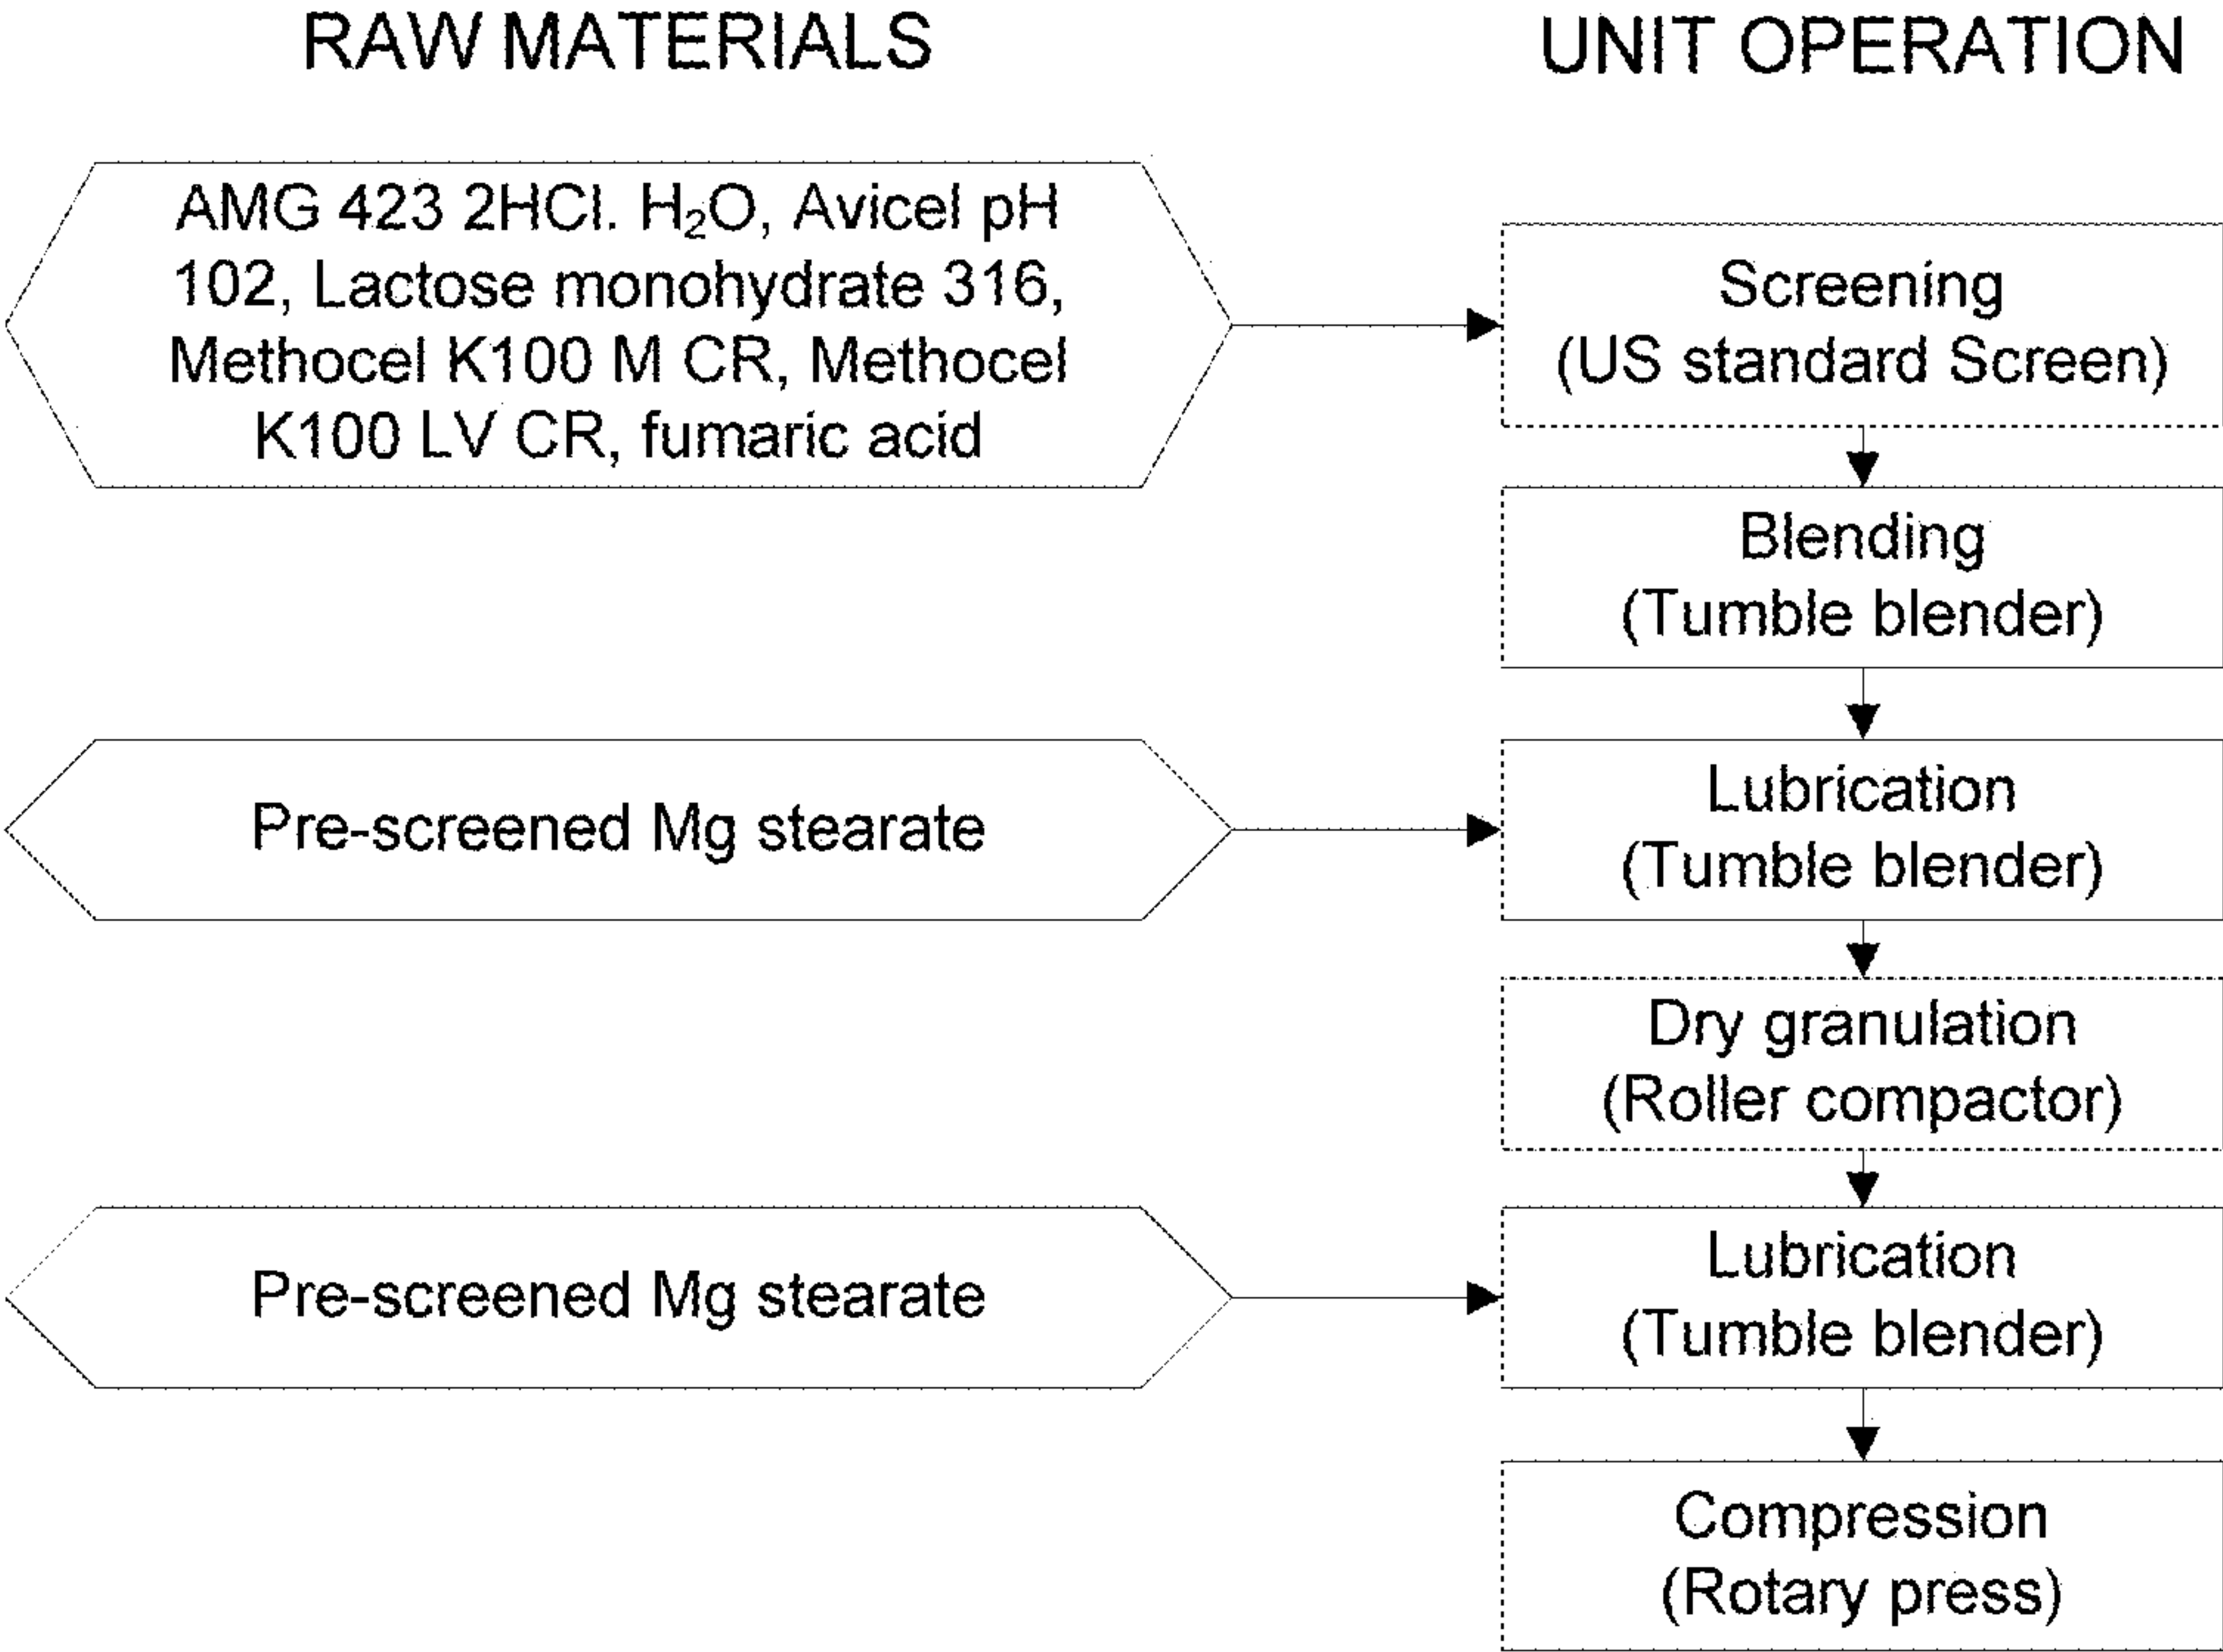 RAW MATERIALS
UNIT OPERATION
AMG 423 2HCl. H₂O, Avicel pH
102, Lactose monohydrate 316,
Methocel K100 M CR, Methocel
K100 LV CR, fumaric acid
Screening
(US standard Screen)
Blending
(Tumble blender)
Pre-screened Mg stearate
Lubrication
(Tumble blender)
Dry granulation
(Roller compactor)
Pre-screened Mg stearate
Lubrication
(Tumble blender)
Compression
(Rotary press)